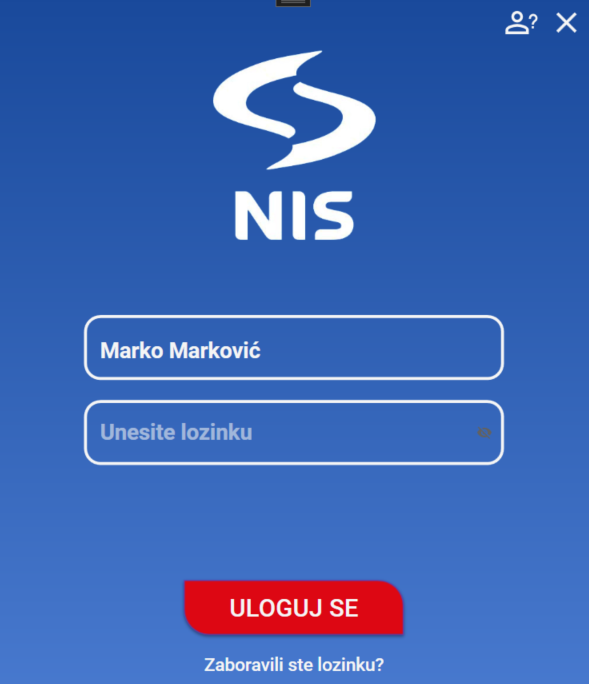 ?
NIS
Marko Marković
Unesite lozinku
ULOGUJ SE
Zaboravili ste lozinku?